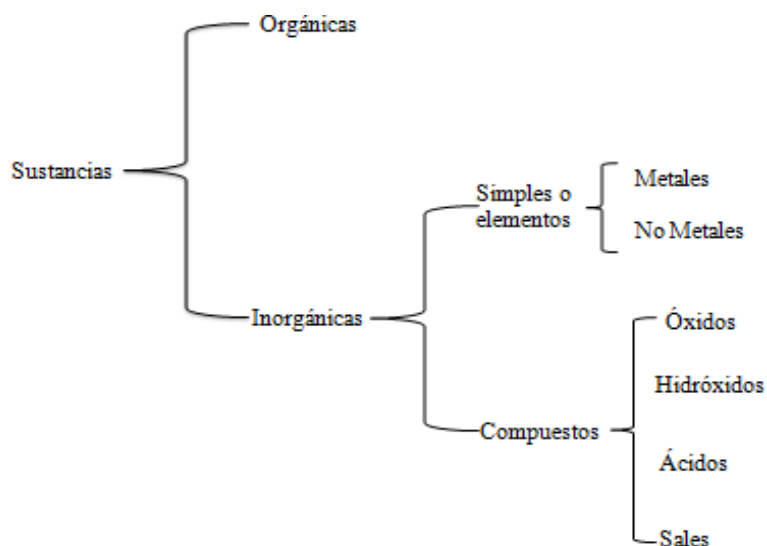 Orgánicas
Sustancias
Simples o
elementos
Metales
No Metales
Inorgánicas
Óxidos
Hidróxidos
Compuestos
Ácidos
Sales